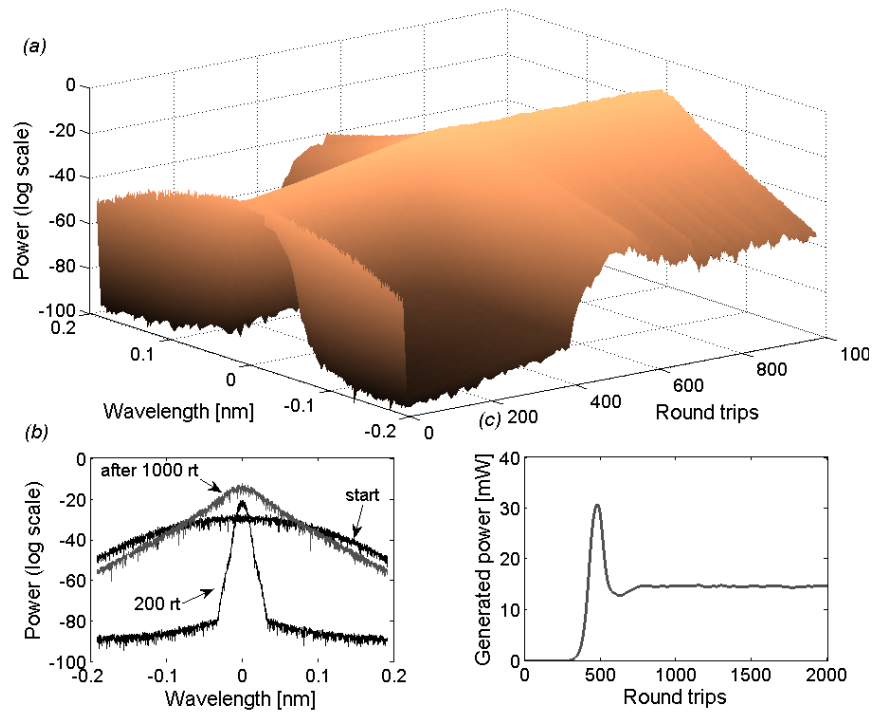 (a)
Power (log scale)
0
-20
-40
-60
-80
-100
0.2
0.1
0
-0.1
-0.2
Wavelength [nm]
0
200
400
600
800
100
Round trips
(b)
Power (log scale)
0
-20
-40
-60
-80
-100
after 1000 rt
start
200 rt
-0.2
-0.1
0
0.1
0.2
Wavelength [nm]
(c)
Generated power [mW]
40
30
20
10
0
0
500
1000
1500
2000
Round trips